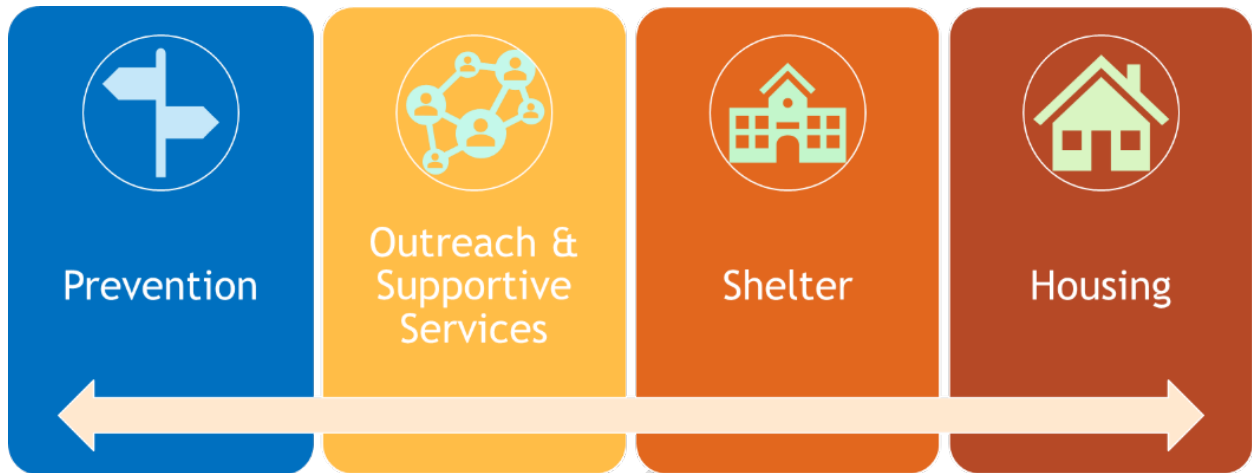 Prevention
Outreach &
Supportive
Services
Shelter
Housing